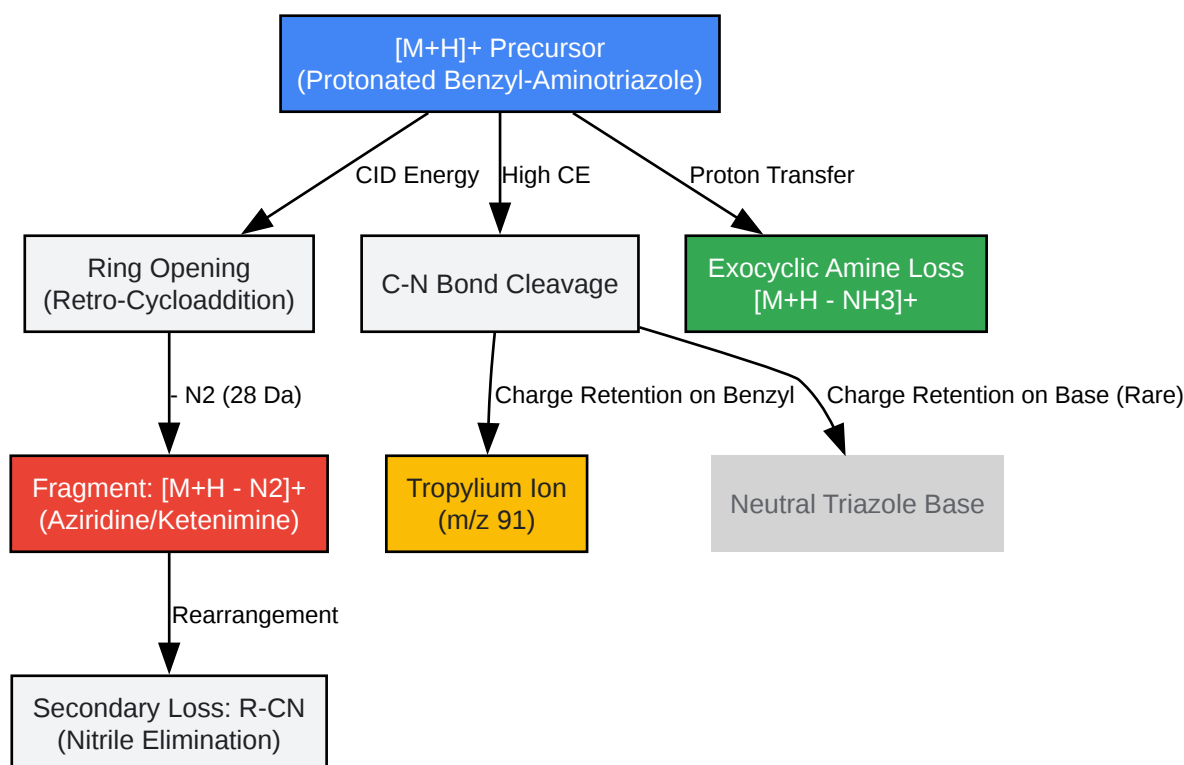 [M+H]+ Precursor
(Protonated Benzyl-Aminotriazole)
CID Energy
High CE
Proton Transfer
Ring Opening
(Retro-Cycloaddition)
C-N Bond Cleavage
Exocyclic Amine Loss
[M+H - NH3]+
- N2 (28 Da)
Charge Retention on Benzyl
Charge Retention on Base (Rare)
Fragment: [M+H - N2]+
(Aziridine/Ketenimine)
Tropylium Ion
(m/z 91)
Neutral Triazole Base
Rearrangement
Secondary Loss: R-CN
(Nitrile Elimination)